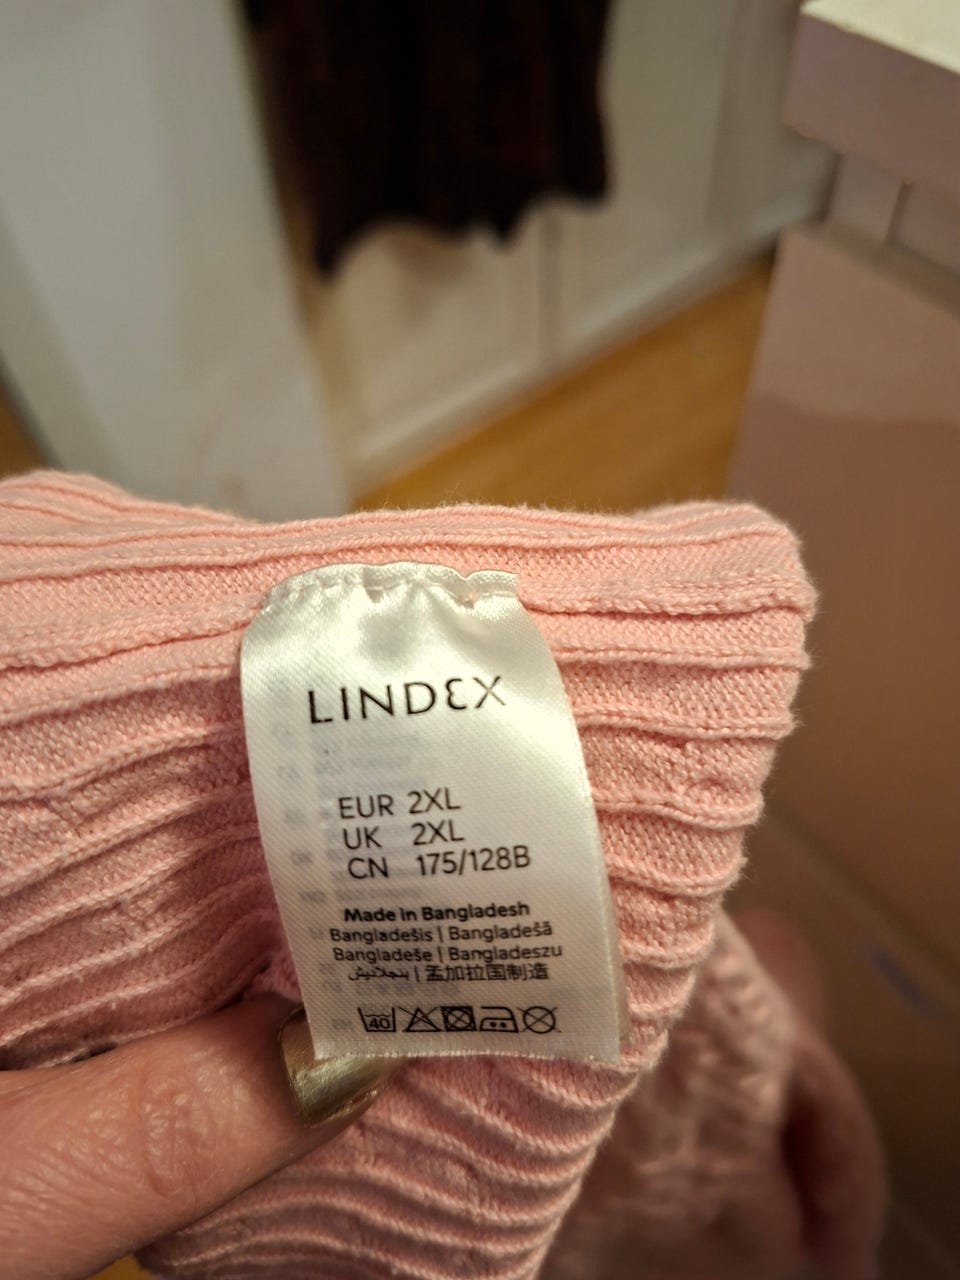 LINDEX
EUR 2XL
UK 2XL
CN 175/128B
Made in Bangladesh
Bangladešis | Bangladešā
Bangladeše | Bangladeszu
بنجلاديش | 孟加拉国制造
40